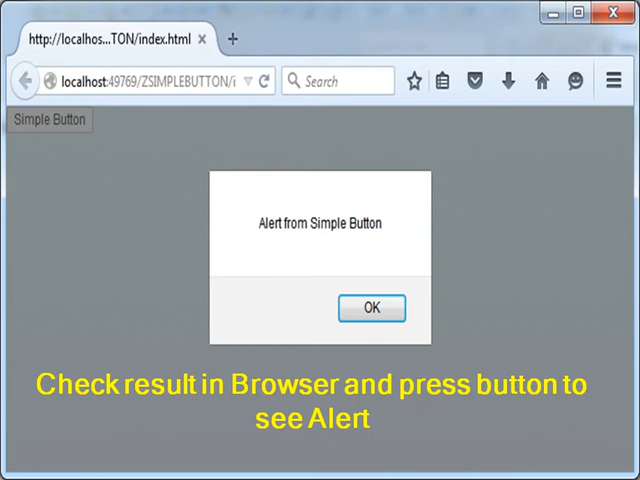 http://localhos...TON/index.html
localhost:49769/ZSIMPLEBUTTON/i
Search
Simple Button
Alert from Simple Button
OK
Check result in Browser and press button to
see Alert